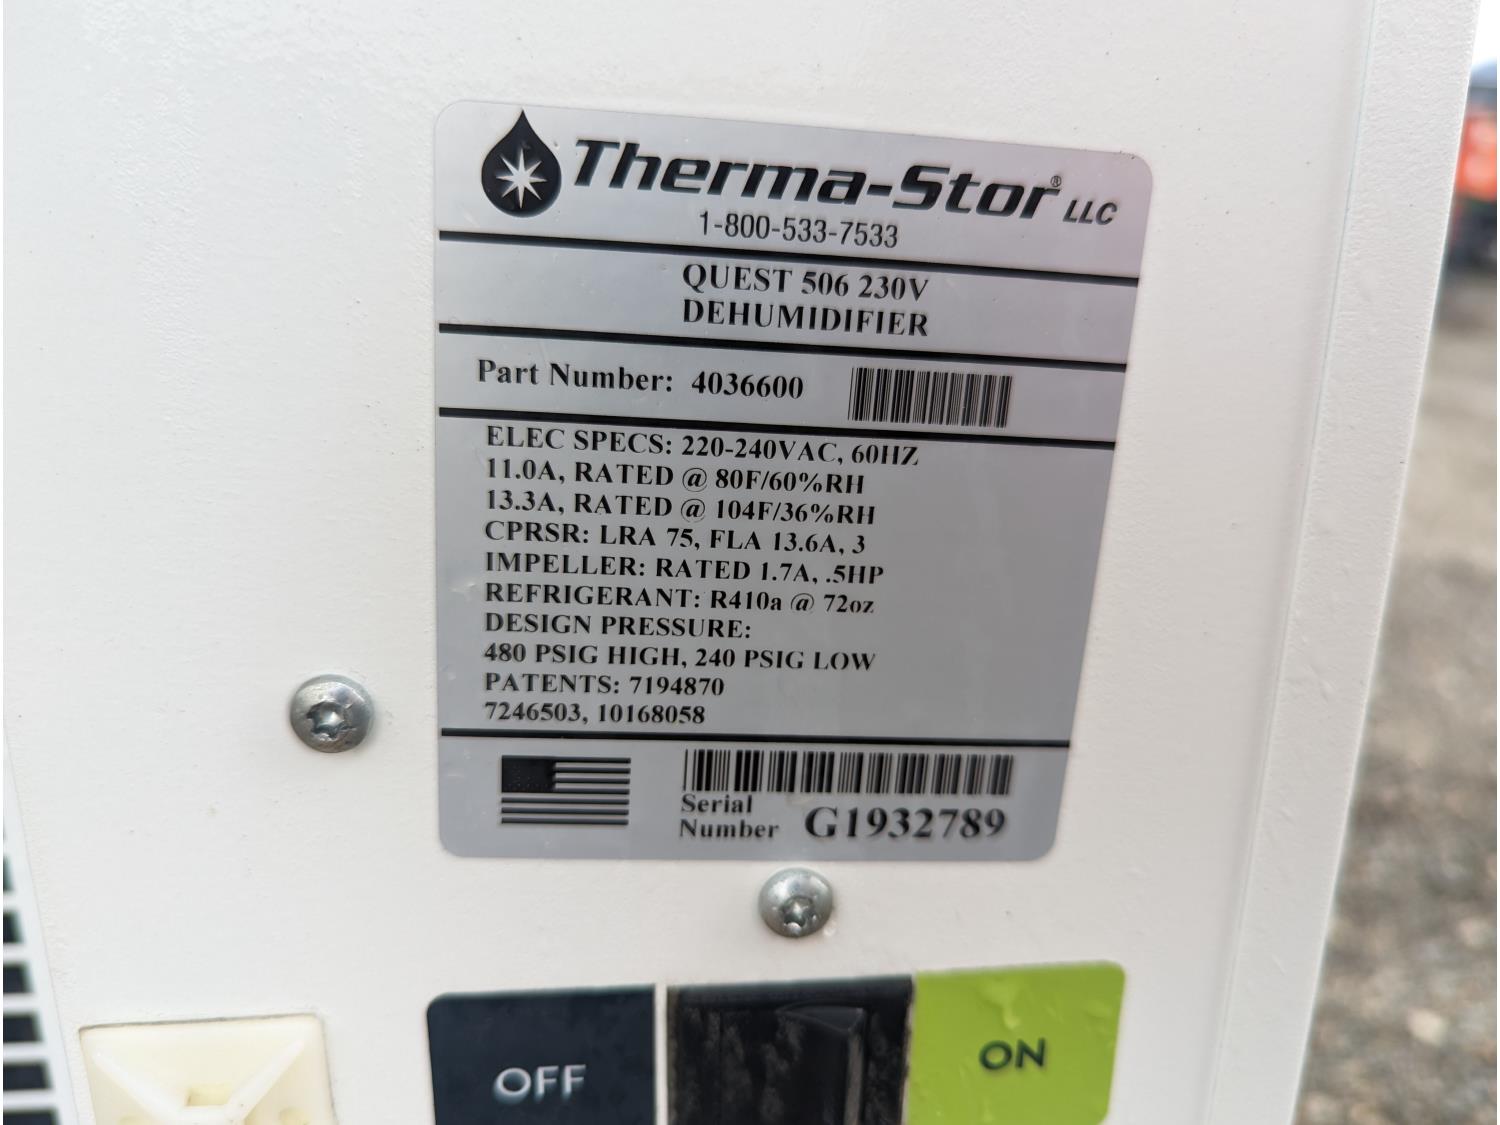 Therma-Stor® LLC
1-800-533-7533
QUEST 506 230V
DEHUMIDIFIER
Part Number: 4036600
ELEC SPECS: 220-240VAC, 60HZ
11.0A, RATED @ 80F/60%RH
13.3A, RATED @ 104F/36%RH
CPRSR: LRA 75, FLA 13.6A, 3
IMPELLER: RATED 1.7A, .5HP
REFRIGERANT: R410a @ 72oz
DESIGN PRESSURE:
480 PSIG HIGH, 240 PSIG LOW
PATENTS: 7194870
7246503, 10168058
Serial
Number G1932789
OFF ON